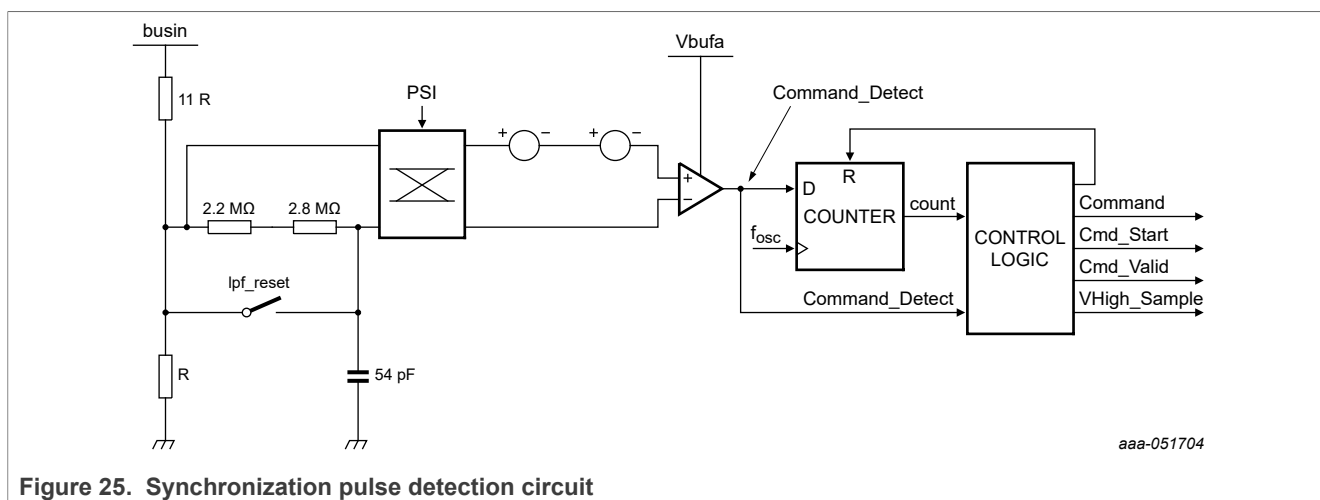 busin
11 R
PSI
Vbufa
Command_Detect
+ − + −
+
−
D
R
COUNTER
fosc
count
CONTROL
LOGIC
Command
Cmd_Start
Cmd_Valid
VHigh_Sample
2.2 MΩ 2.8 MΩ
lpf_reset
Command_Detect
R
54 pF
aaa-051704
Figure 25. Synchronization pulse detection circuit